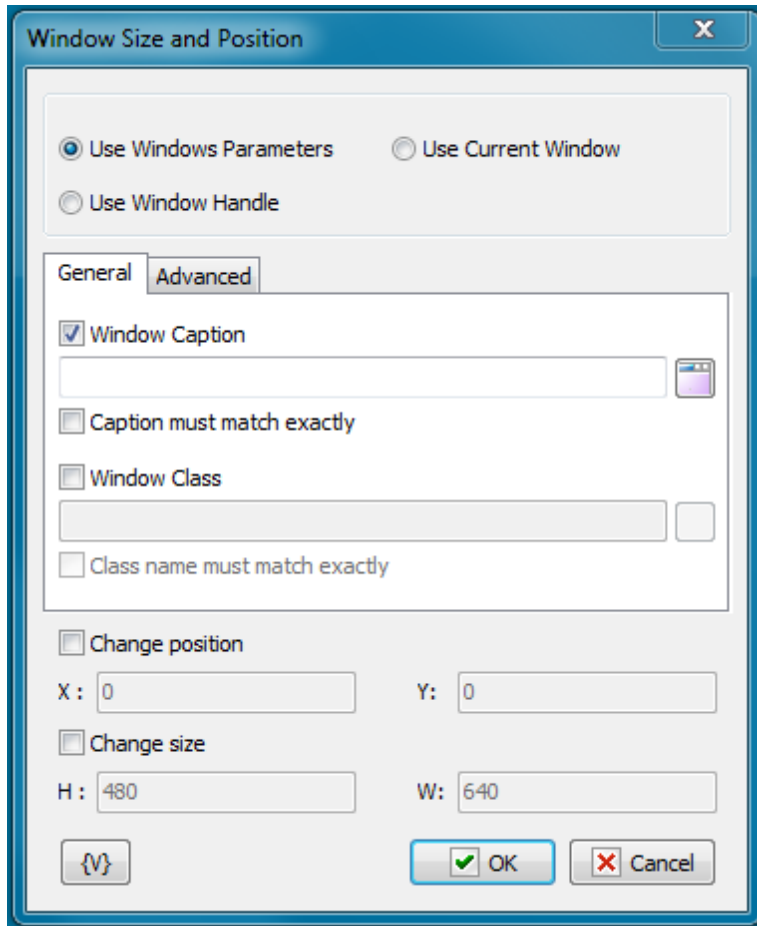 Window Size and Position
X
Use Windows Parameters Use Current Window
Use Window Handle
General Advanced
Window Caption
Caption must match exactly
Window Class
Class name must match exactly
Change position
X : 0 Y: 0
Change size
H : 480 W: 640
{V} OK Cancel